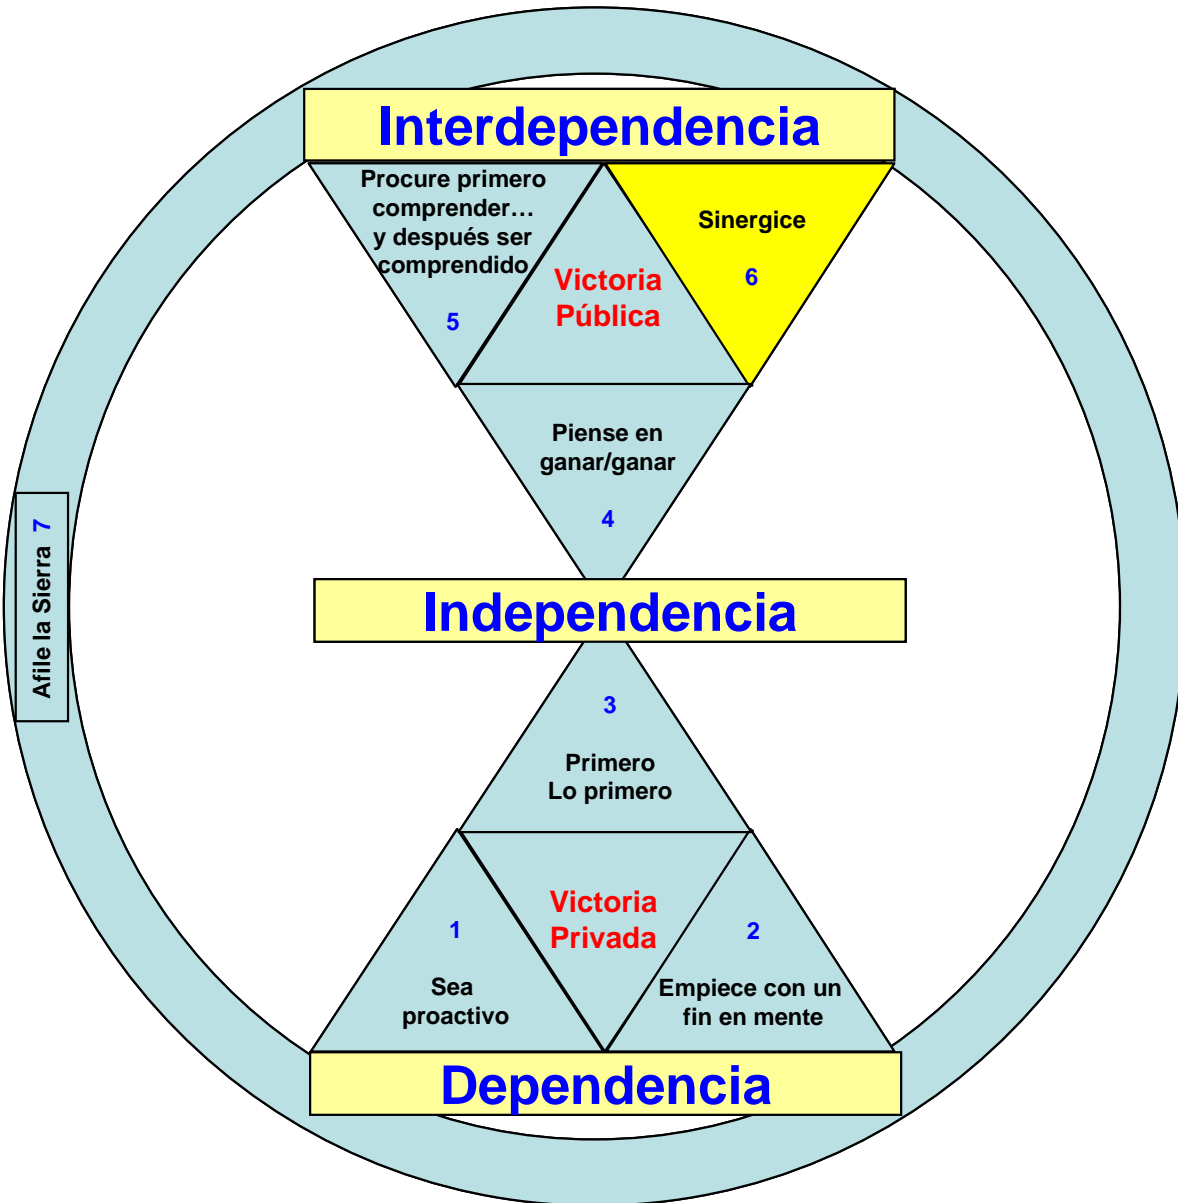 Interdependencia
Procure primero
comprender…
y después ser
comprendido
5
Victoria
Pública
Sinergice
6
Piense en
ganar/ganar
4
Afile la Sierra 7
Independencia
3
Primero
Lo primero
Victoria
Privada
1
Sea
proactivo
2
Empiece con un
fin en mente
Dependencia